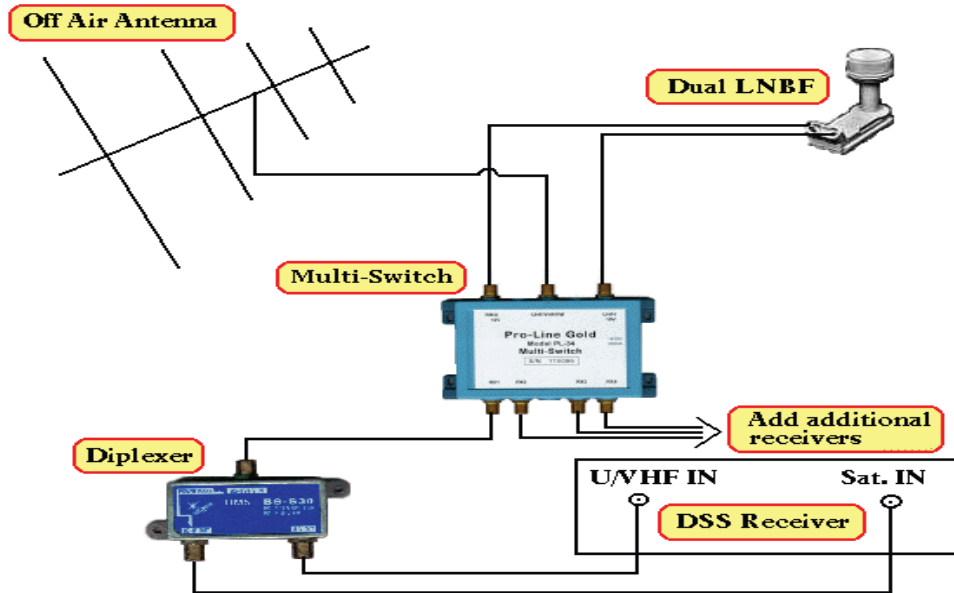 Off Air Antenna
Dual LNBF
Multi-Switch
Pro-Line Gold
Model PL-34
Multi-Switch
Add additional
receivers
Diplexer
U/VHF IN
Sat. IN
DSS Receiver